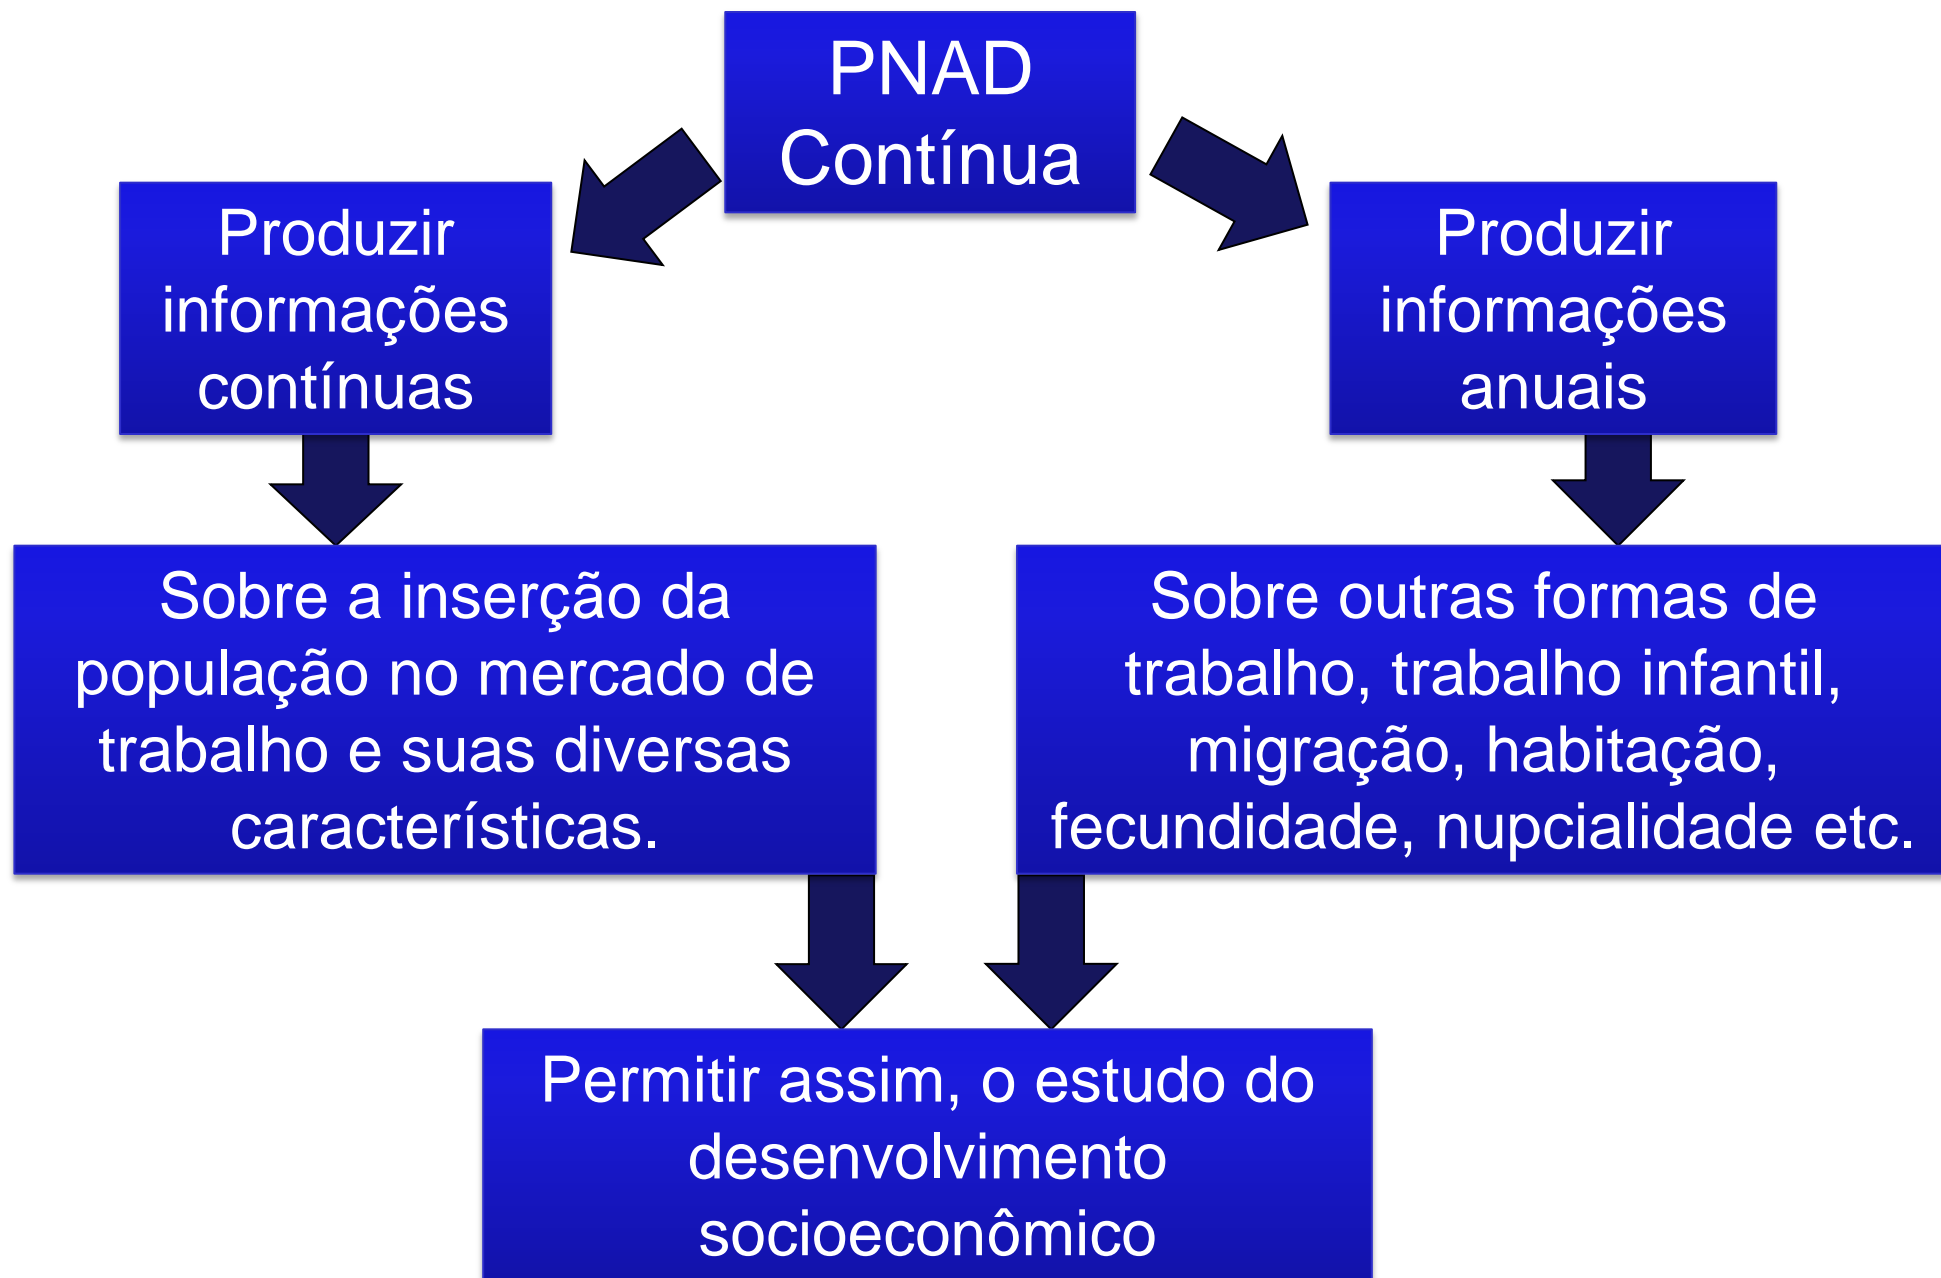 PNAD
Contínua
Produzir
informações
contínuas
Produzir
informações
anuais
Sobre a inserção da
população no mercado de
trabalho e suas diversas
características.
Sobre outras formas de
trabalho, trabalho infantil,
migração, habitação,
fecundidade, nupcialidade etc.
Permitir assim, o estudo do
desenvolvimento
socioeconômico